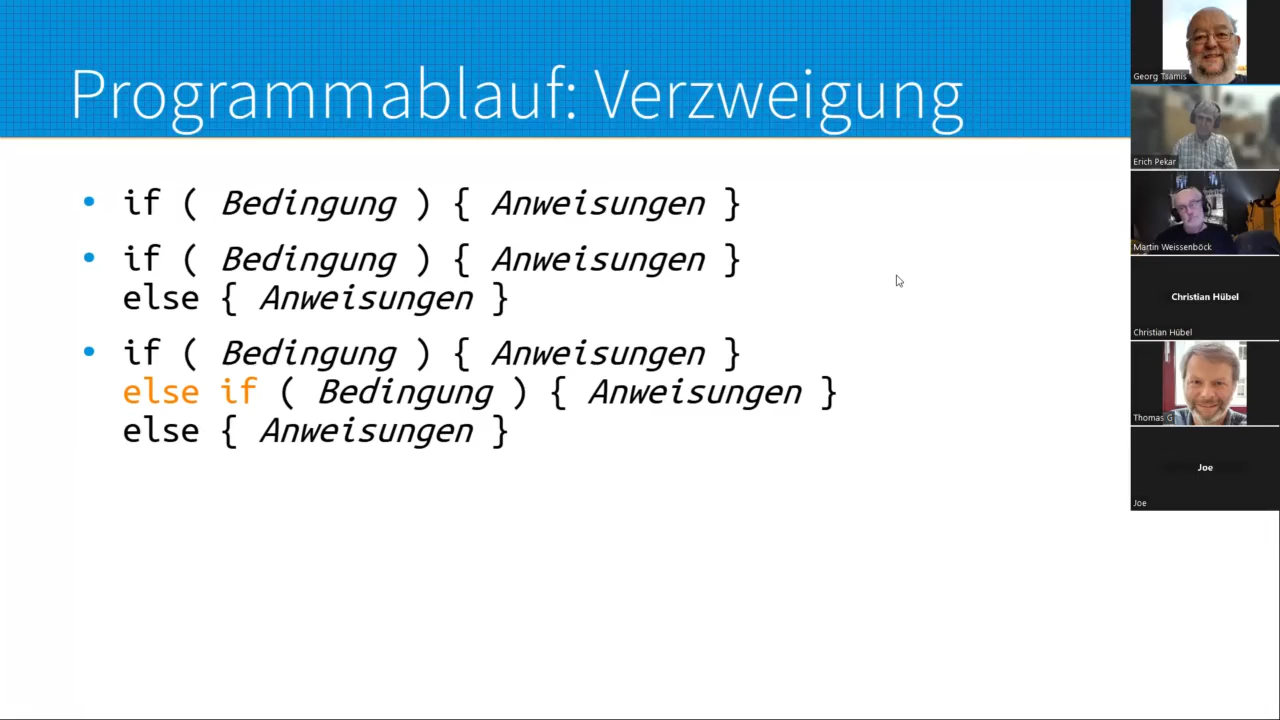 Programmablauf: Verzweigung
• if ( Bedingung ) { Anweisungen }
• if ( Bedingung ) { Anweisungen }
else { Anweisungen }
• if ( Bedingung ) { Anweisungen }
else if ( Bedingung ) { Anweisungen }
else { Anweisungen }
Georg Tsamis
Erich Pekar
Martin Weissenböck
Christian Hübel
Christian Hübel
Thomas G
Joe
Joe